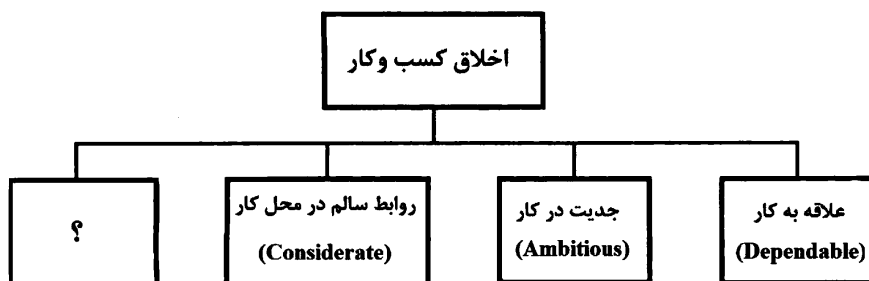 اخلاق کسب وکار
علاقه به کار
(Dependable)
جدیت در کار
(Ambitious)
روابط سالم در محل کار
(Considerate)
؟